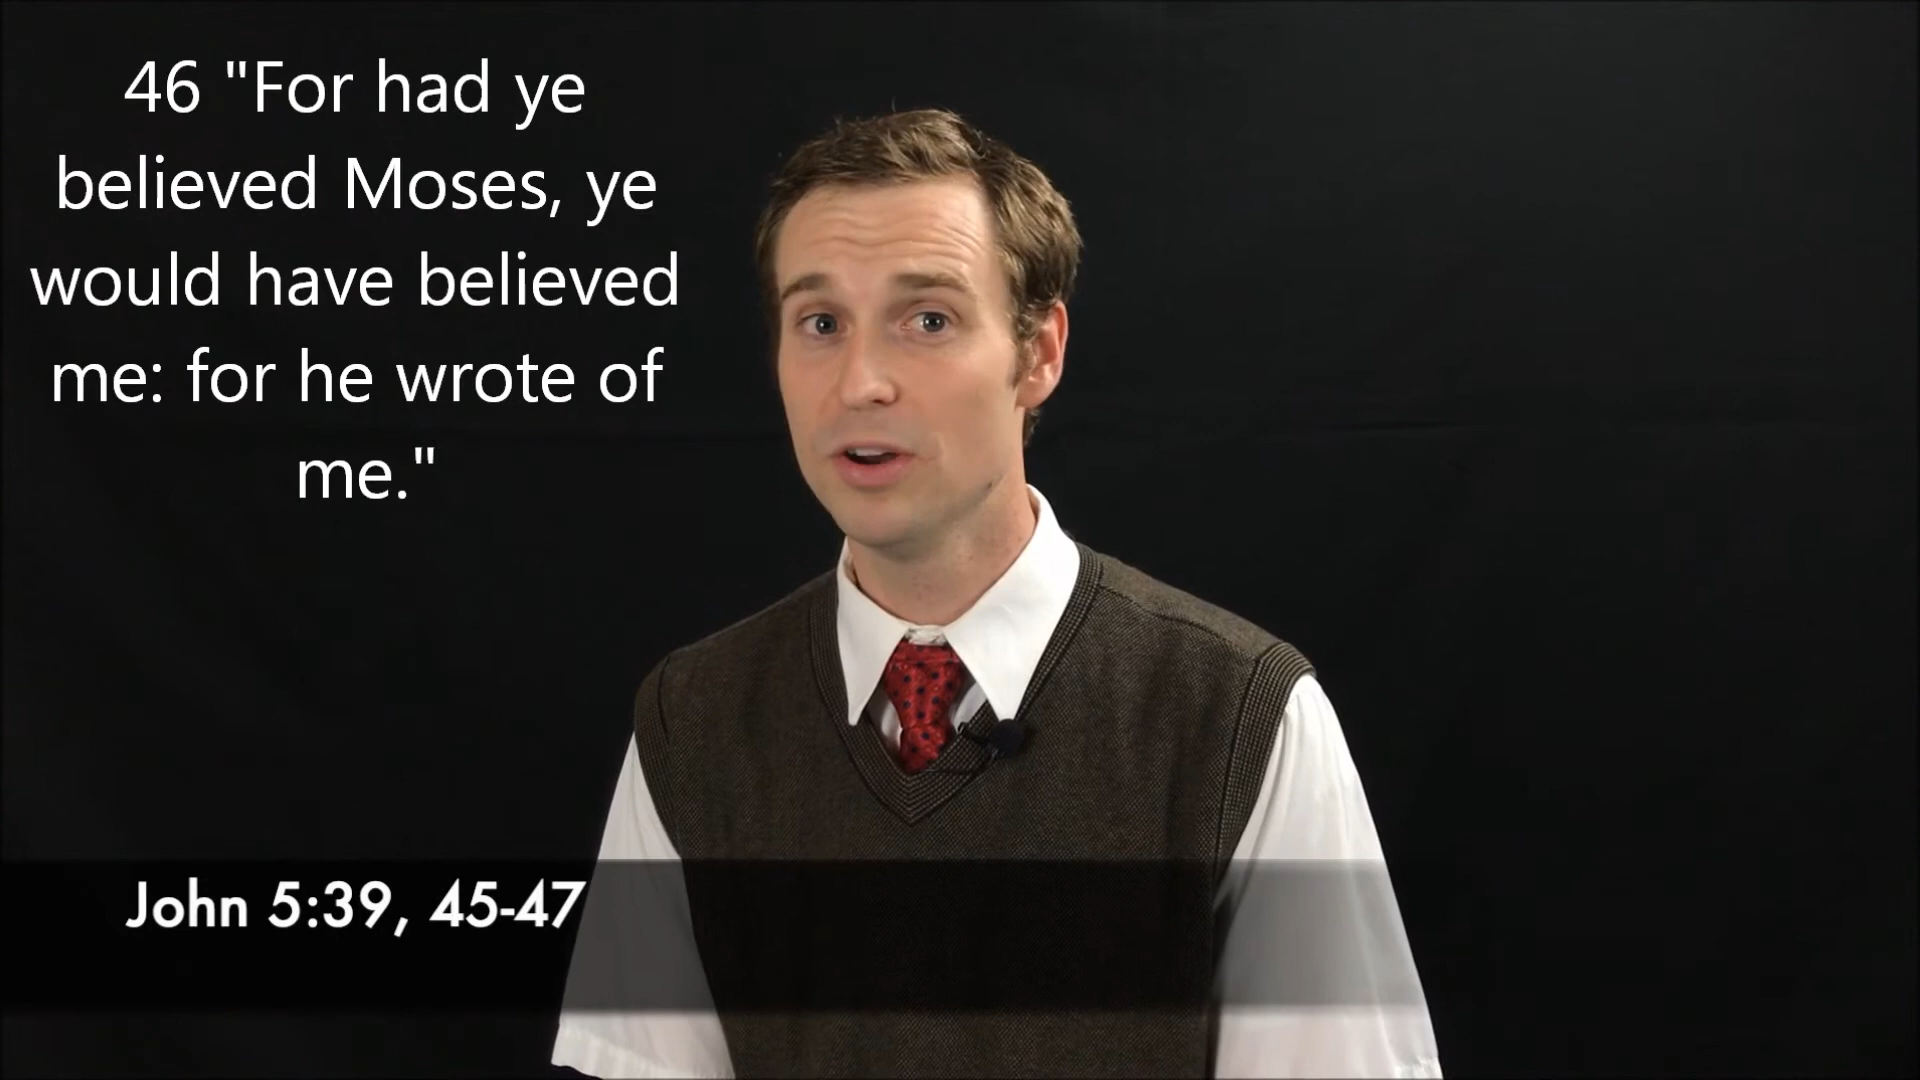 46 "For had ye
believed Moses, ye
would have believed
me: for he wrote of
me."
John 5:39, 45-47